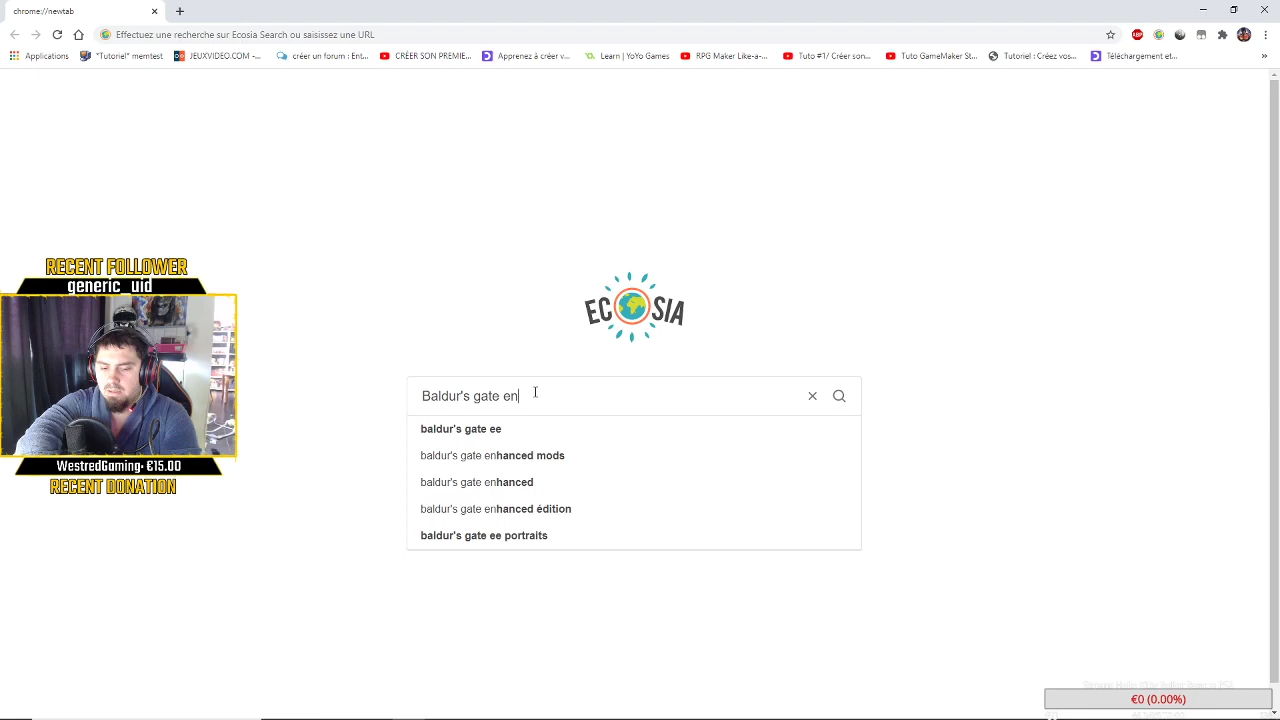 chrome://newtab
Effectuez une recherche sur Ecosia Search ou saisissez une URL
ABP
Applications
*Tutoriel* memtest
JEUXVIDEO.COM -...
créer un forum : Ent...
CRÉER SON PREMIE...
Apprenez à créer v...
Learn | YoYo Games
RPG Maker Like-a-...
Tuto #1/ Créer son...
Tuto GameMaker St...
Tutoriel : Créez vos...
Téléchargement et...
»
ECOSIA
Baldur's gate en
baldur's gate ee
baldur's gate enhanced mods
baldur's gate enhanced
baldur's gate enhanced édition
baldur's gate ee portraits
RECENT FOLLOWER
generic_uid
WestredGaming• €15.00
RECENT DONATION
€0 (0.00%)